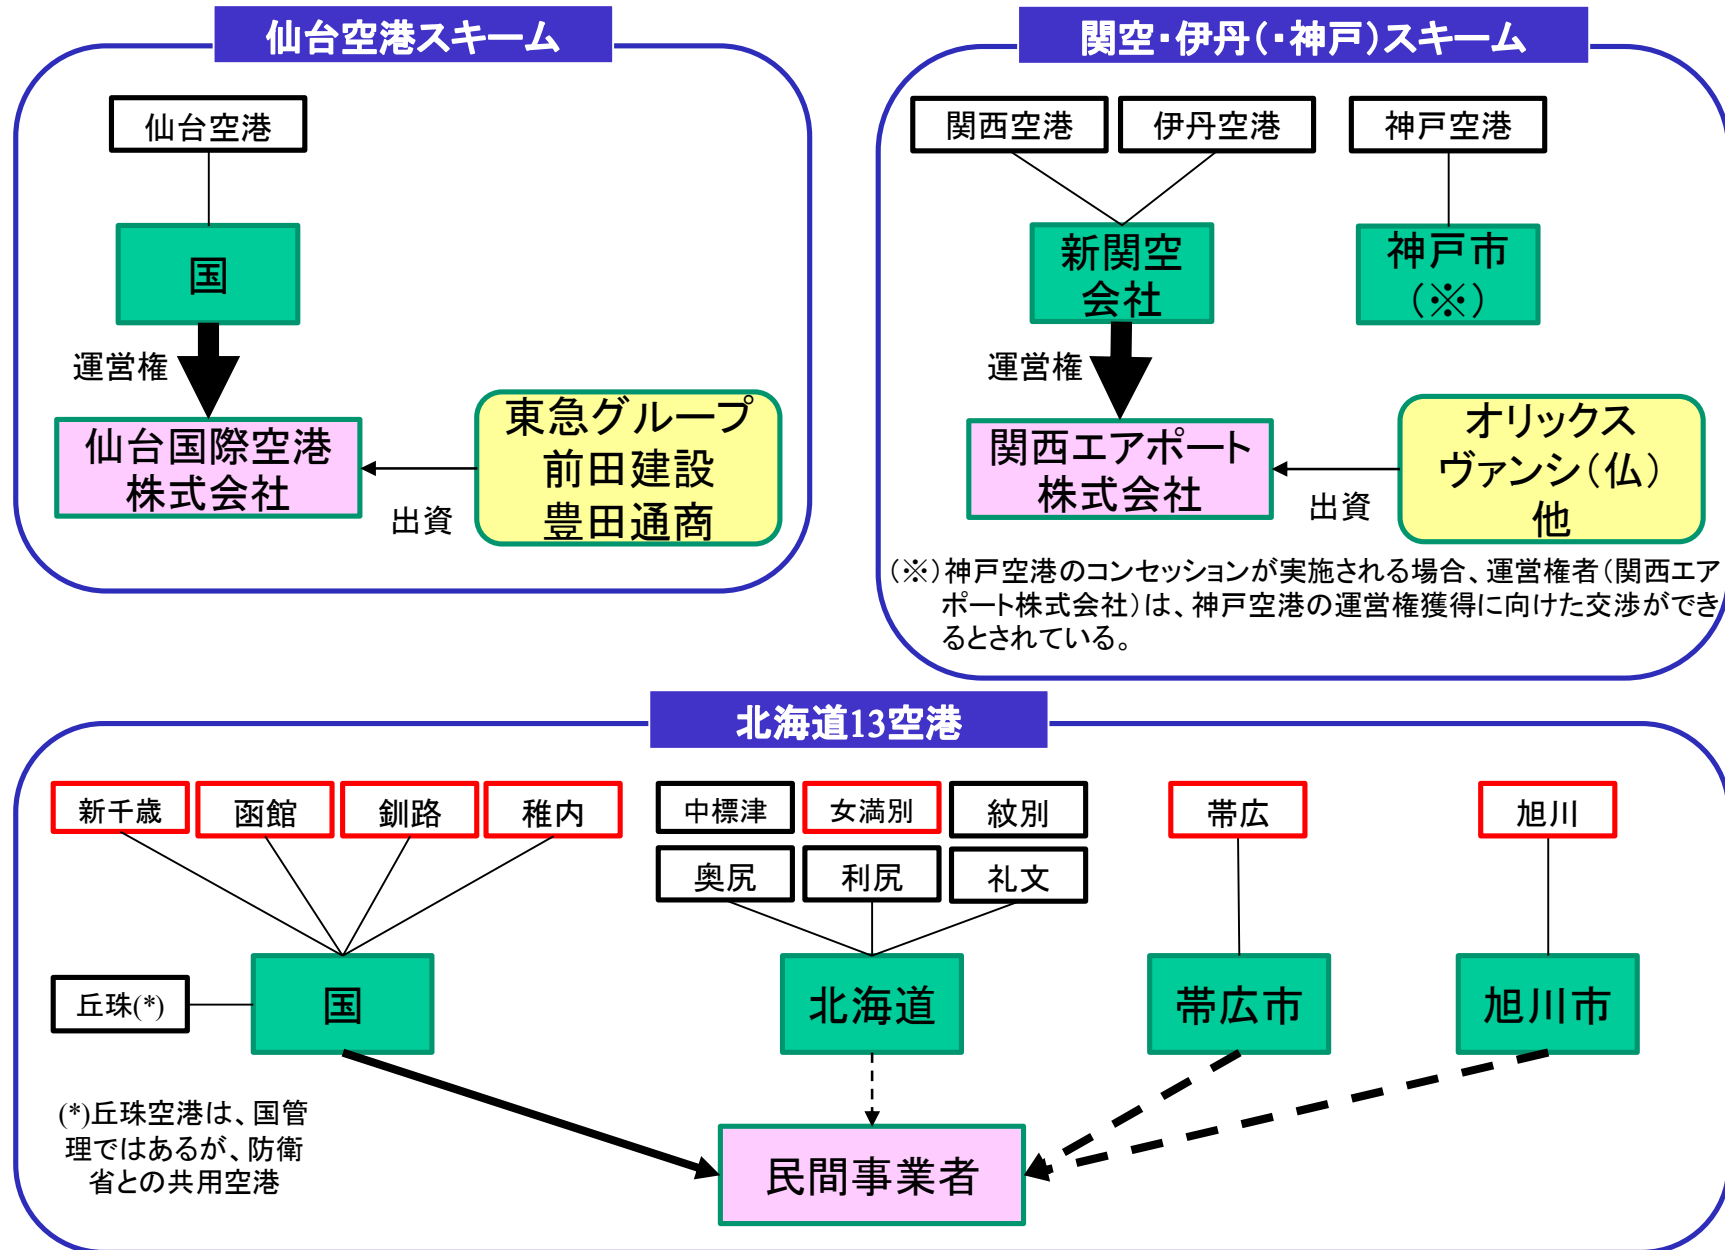 仙台空港スキーム
仙台空港
国
運営権
仙台国際空港
株式会社
東急グループ
前田建設
豊田通商
出資
関空・伊丹(・神戸)スキーム
関西空港
伊丹空港
神戸空港
新関空
会社
神戸市
(※)
運営権
関西エアポート
株式会社
オリックス
ヴァンシ(仏)
他
出資
(※)神戸空港のコンセッションが実施される場合、運営権者(関西エア
ポート株式会社)は、神戸空港の運営権獲得に向けた交渉ができ
るとされている。
北海道13空港
新千歳
函館
釧路
稚内
中標津
女満別
紋別
帯広
旭川
奥尻
利尻
礼文
丘珠(*)
国
北海道
帯広市
旭川市
(*)丘珠空港は、国管
理ではあるが、防衛
省との共用空港
民間事業者